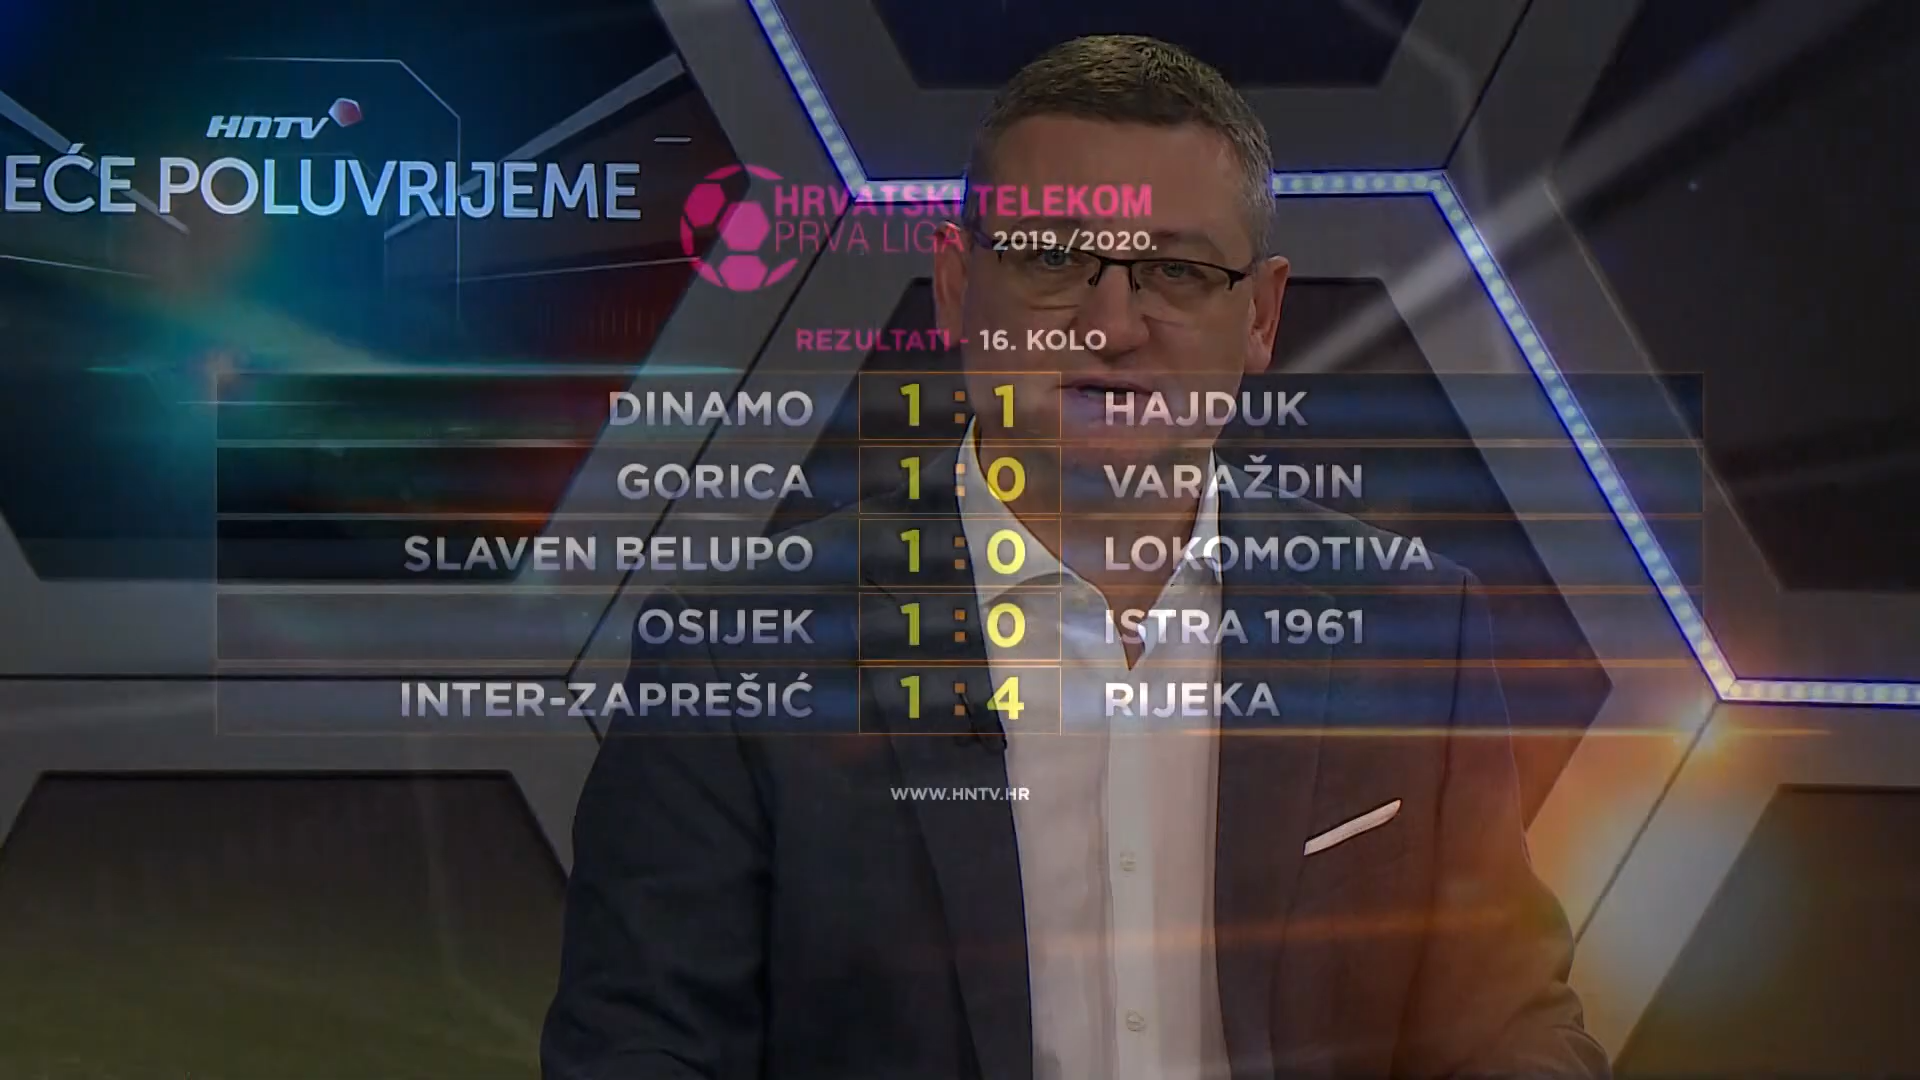 HNTV
EĆE POLUVRIJEME
HRVATSKI TELEKOM
PRVA LIGA 2019./2020.
REZULTATI - 16. KOLO
DINAMO 1 : 1 HAJDUK
GORICA 1 : 0 VARAŽDIN
SLAVEN BELUPO 1 : 0 LOKOMOTIVA
OSIJEK 1 : 0 ISTRA 1961
INTER-ZAPREŠIĆ 1 : 4 RIJEKA
WWW.HNTV.HR